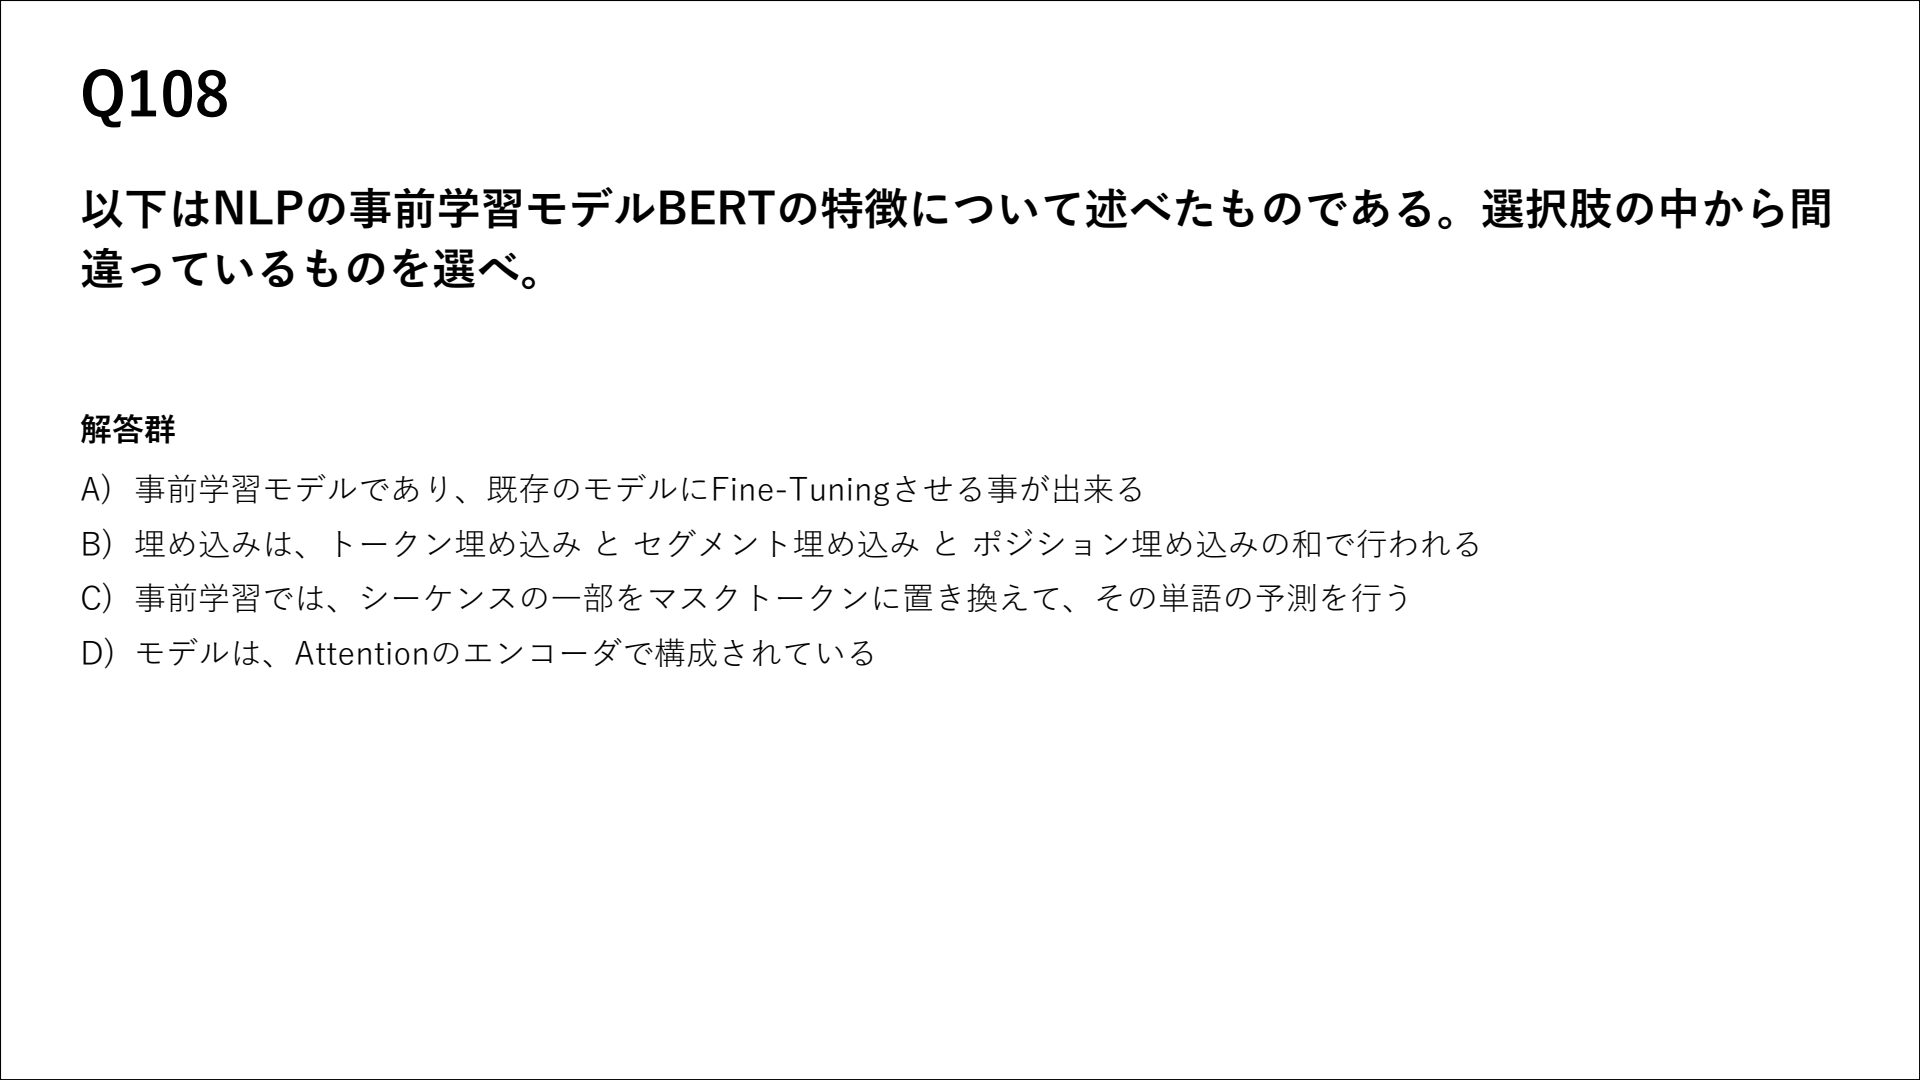 Q108
以下はNLPの事前学習モデルBERTの特徴について述べたものである。選択肢の中から間
違っているものを選べ。
解答群
A) 事前学習モデルであり、既存のモデルにFine-Tuningさせる事が出来る
B) 埋め込みは、トークン埋め込み と セグメント埋め込み と ポジション埋め込みの和で行われる
C) 事前学習では、シーケンスの一部をマスクトークンに置き換えて、その単語の予測を行う
D) モデルは、Attentionのエンコーダで構成されている